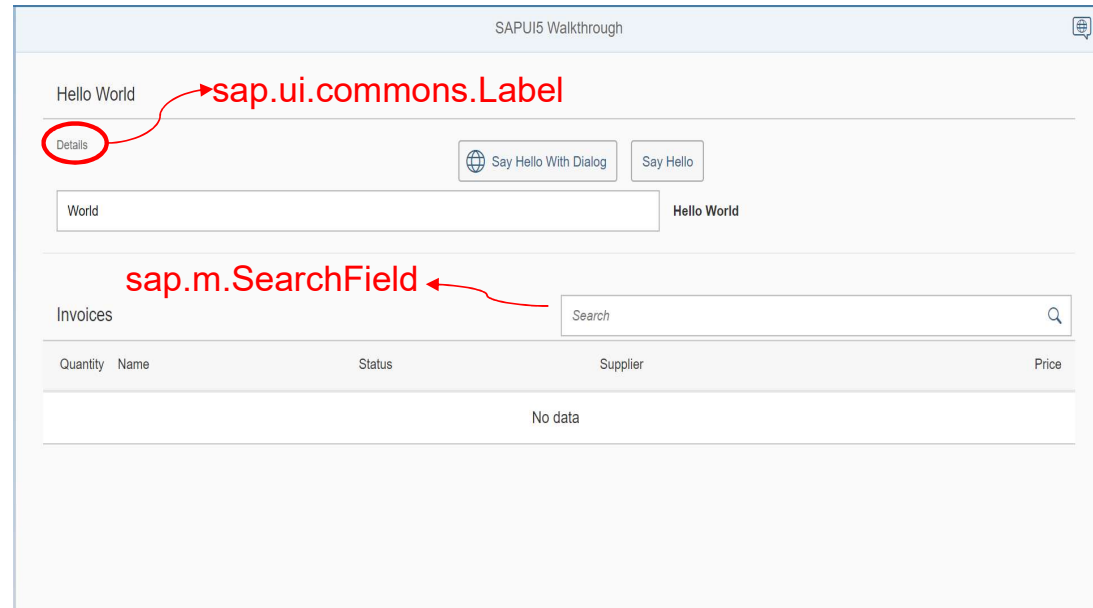 SAPUI5 Walkthrough
Hello World
sap.ui.commons.Label
Details
Say Hello With Dialog
Say Hello
World
Hello World
sap.m.SearchField
Invoices
Search
Quantity Name Status Supplier Price
No data